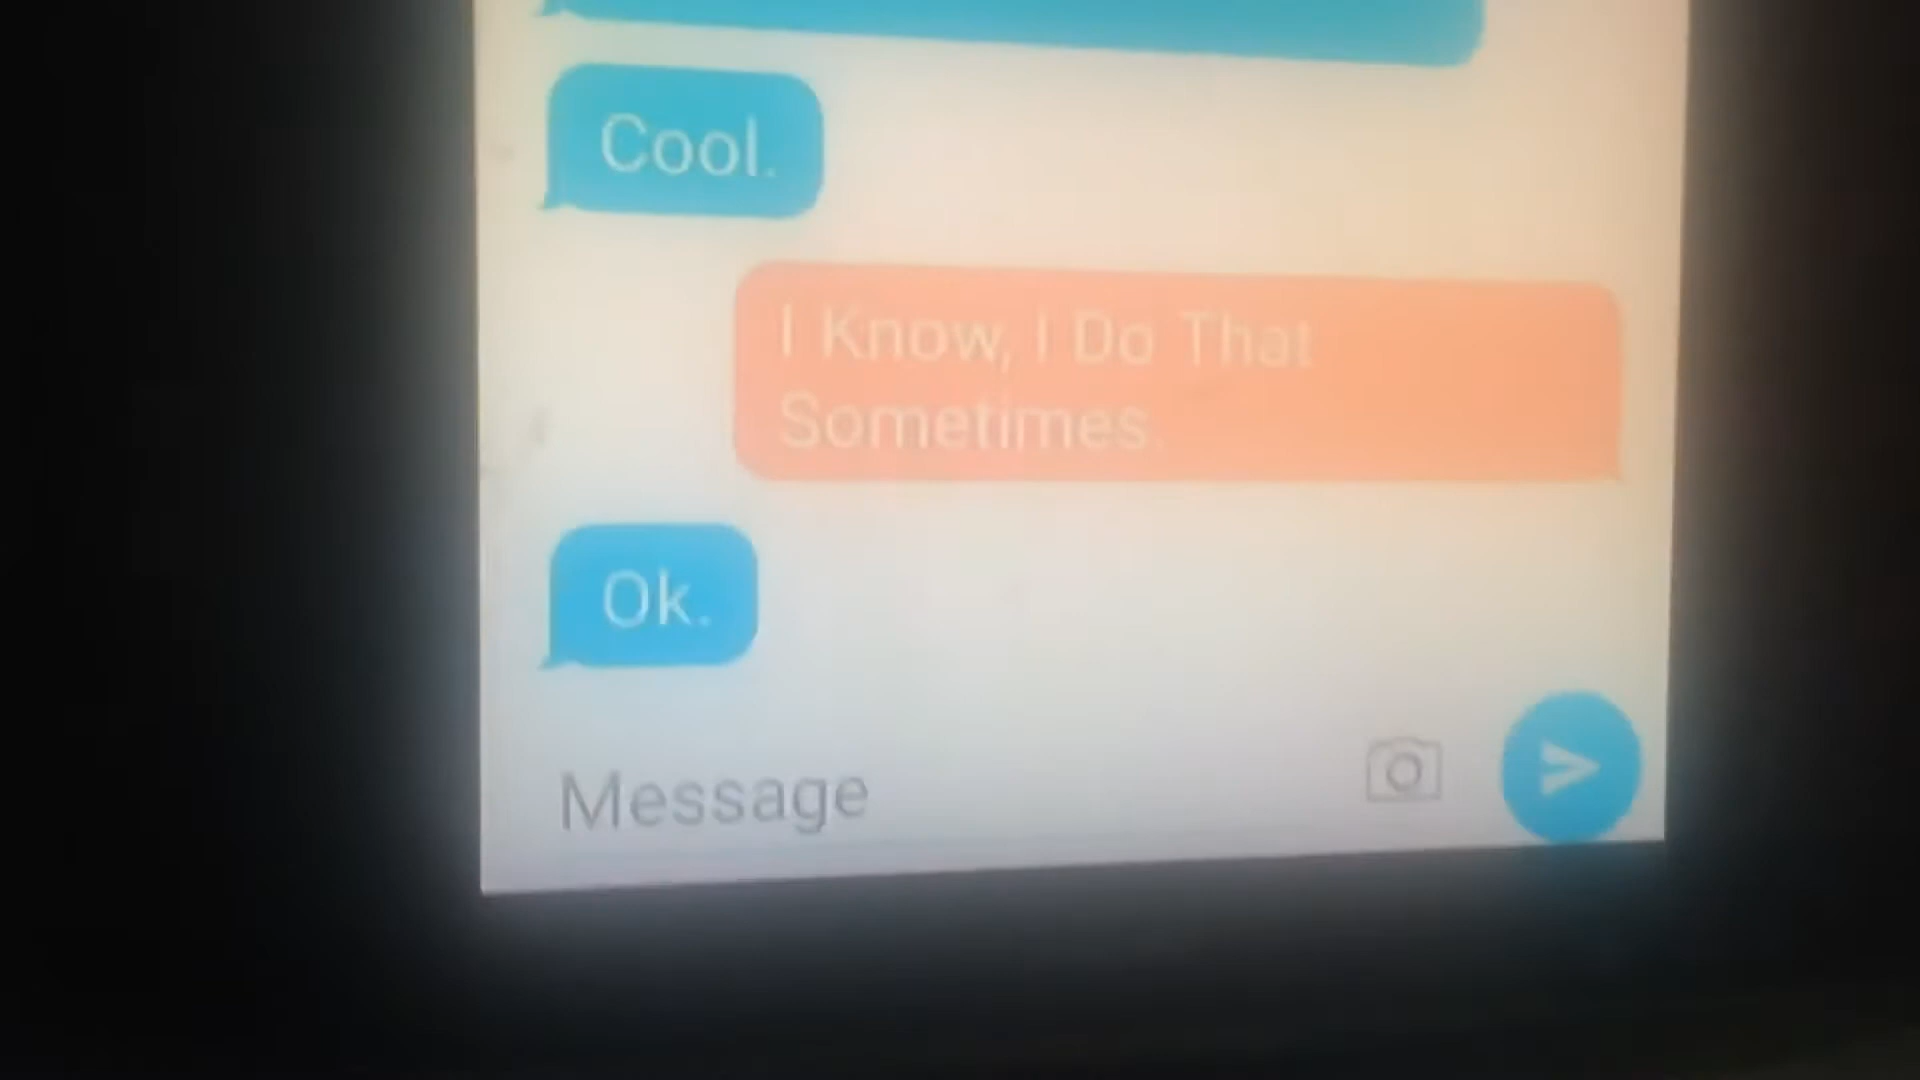 Cool.
I Know, I Do That
Sometimes
Ok.
Message